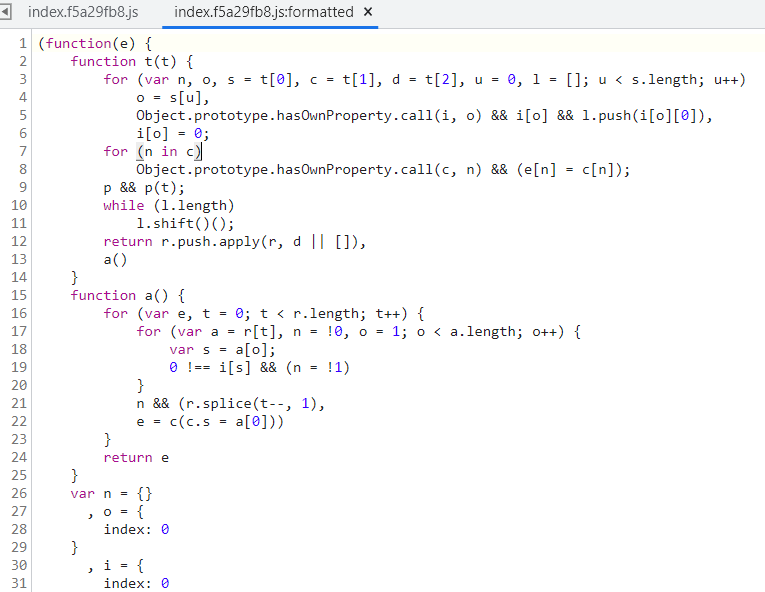 index.f5a29fb8.js index.f5a29fb8.js:formatted ×
1 (function(e) {
2 function t(t) {
3 for (var n, o, s = t[0], c = t[1], d = t[2], u = 0, l = []; u < s.length; u++)
4 o = s[u],
5 Object.prototype.hasOwnProperty.call(i, o) && i[o] && l.push(i[o][0]),
6 i[o] = 0;
7 for (n in c)
8 Object.prototype.hasOwnProperty.call(c, n) && (e[n] = c[n]);
9 p && p(t);
10 while (l.length)
11 l.shift()();
12 return r.push.apply(r, d || []),
13 a()
14 }
15 function a() {
16 for (var e, t = 0; t < r.length; t++) {
17 for (var a = r[t], n = !0, o = 1; o < a.length; o++) {
18 var s = a[o];
19 0 !== i[s] && (n = !1)
20 }
21 n && (r.splice(t--, 1),
22 e = c(c.s = a[0]))
23 }
24 return e
25 }
26 var n = {}
27 , o = {
28 index: 0
29 }
30 , i = {
31 index: 0